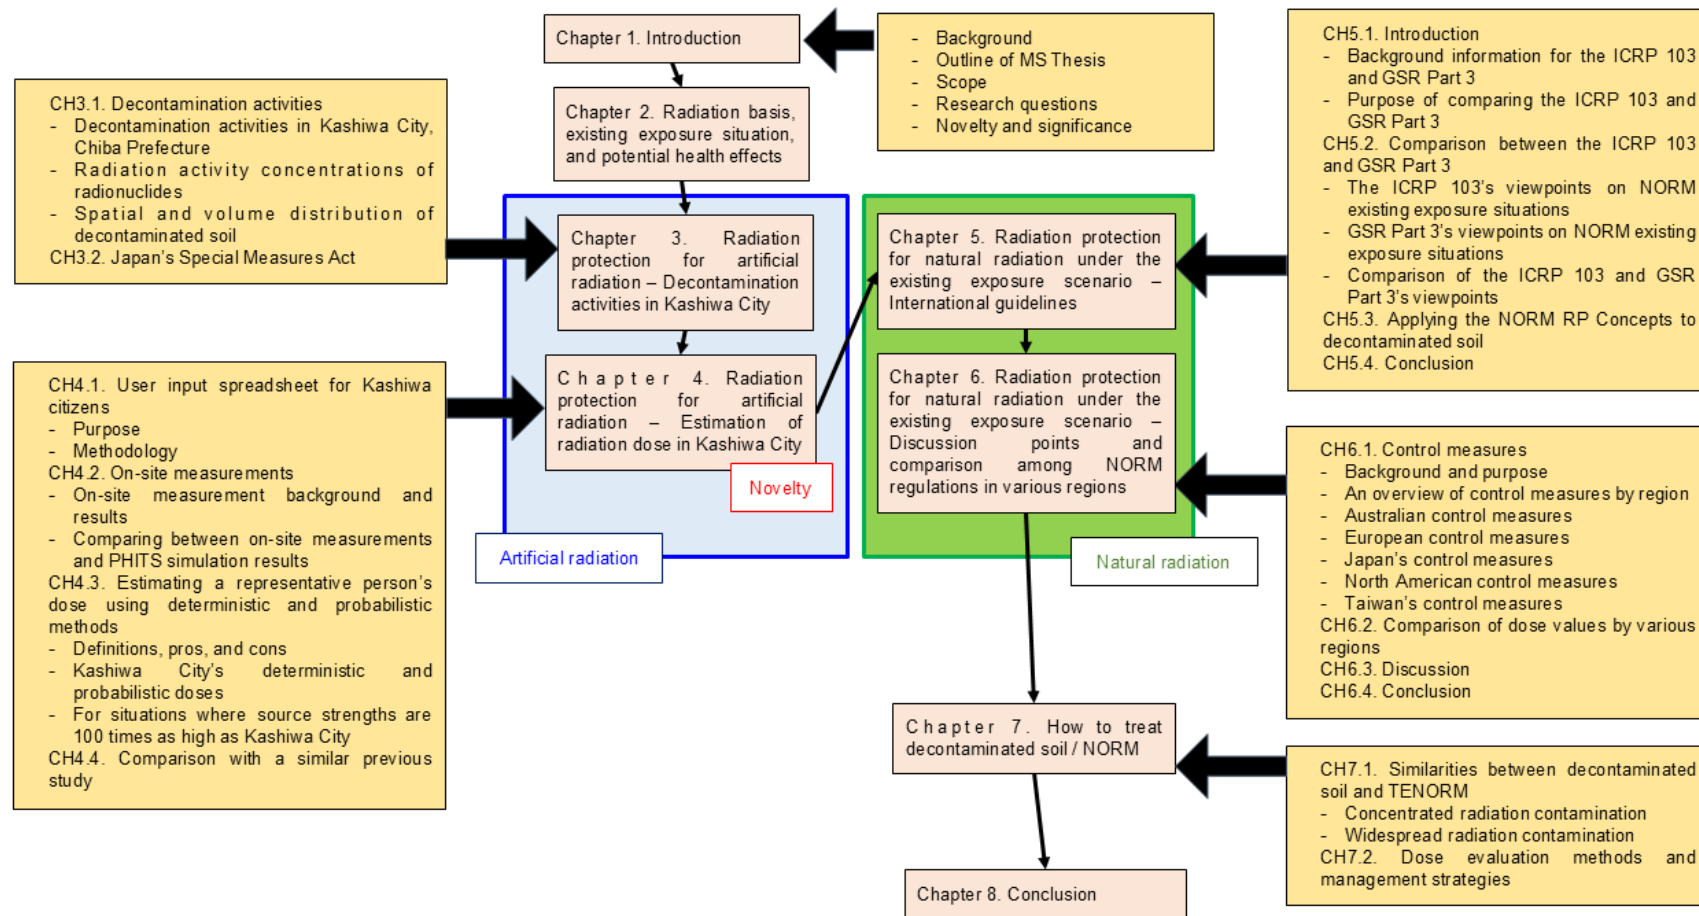 Chapter 1. Introduction
- Background
- Outline of MS Thesis
- Scope
- Research questions
- Novelty and significance
Chapter 2. Radiation basis,
existing exposure situation,
and potential health effects
CH3.1. Decontamination activities
- Decontamination activities in Kashiwa City,
Chiba Prefecture
- Radiation activity concentrations of
radionuclides
- Spatial and volume distribution of
decontaminated soil
CH3.2. Japan's Special Measures Act
Chapter 3. Radiation
protection for artificial
radiation – Decontamination
activities in Kashiwa City
CH4.1. User input spreadsheet for Kashiwa
citizens
- Purpose
- Methodology
CH4.2. On-site measurements
- On-site measurement background and
results
- Comparing between on-site measurements
and PHITS simulation results
CH4.3. Estimating a representative person's
dose using deterministic and probabilistic
methods
- Definitions, pros, and cons
- Kashiwa City's deterministic and
probabilistic doses
- For situations where source strengths are
100 times as high as Kashiwa City
CH4.4. Comparison with a similar previous
study
Chapter 4. Radiation
protection for artificial
radiation – Estimation of
radiation dose in Kashiwa City
Novelty
Artificial radiation
Chapter 5. Radiation protection
for natural radiation under the
existing exposure scenario –
International guidelines
CH5.1. Introduction
- Background information for the ICRP 103
and GSR Part 3
- Purpose of comparing the ICRP 103 and
GSR Part 3
CH5.2. Comparison between the ICRP 103
and GSR Part 3
- The ICRP 103's viewpoints on NORM
existing exposure situations
- GSR Part 3's viewpoints on NORM existing
exposure situations
- Comparison of the ICRP 103 and GSR
Part 3's viewpoints
CH5.3. Applying the NORM RP Concepts to
decontaminated soil
CH5.4. Conclusion
Chapter 6. Radiation protection
for natural radiation under the
existing exposure scenario –
Discussion points and
comparison among NORM
regulations in various regions
Natural radiation
CH6.1. Control measures
- Background and purpose
- An overview of control measures by region
- Australian control measures
- European control measures
- Japan's control measures
- North American control measures
- Taiwan's control measures
CH6.2. Comparison of dose values by various
regions
CH6.3. Discussion
CH6.4. Conclusion
Chapter 7. How to treat
decontaminated soil / NORM
CH7.1. Similarities between decontaminated
soil and TENORM
- Concentrated radiation contamination
- Widespread radiation contamination
CH7.2. Dose evaluation methods and
management strategies
Chapter 8. Conclusion